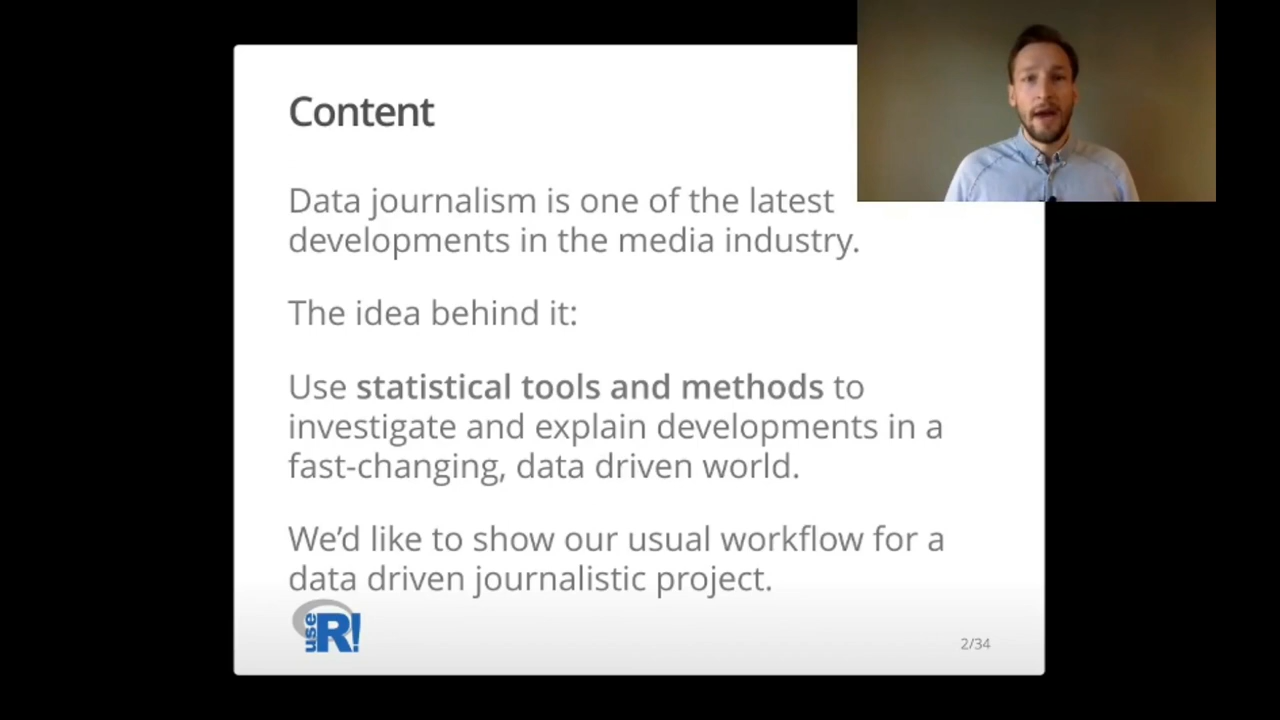 Content
Data journalism is one of the latest
developments in the media industry.
The idea behind it:
Use statistical tools and methods to
investigate and explain developments in a
fast-changing, data driven world.
We’d like to show our usual workflow for a
data driven journalistic project.
use R!
2/34